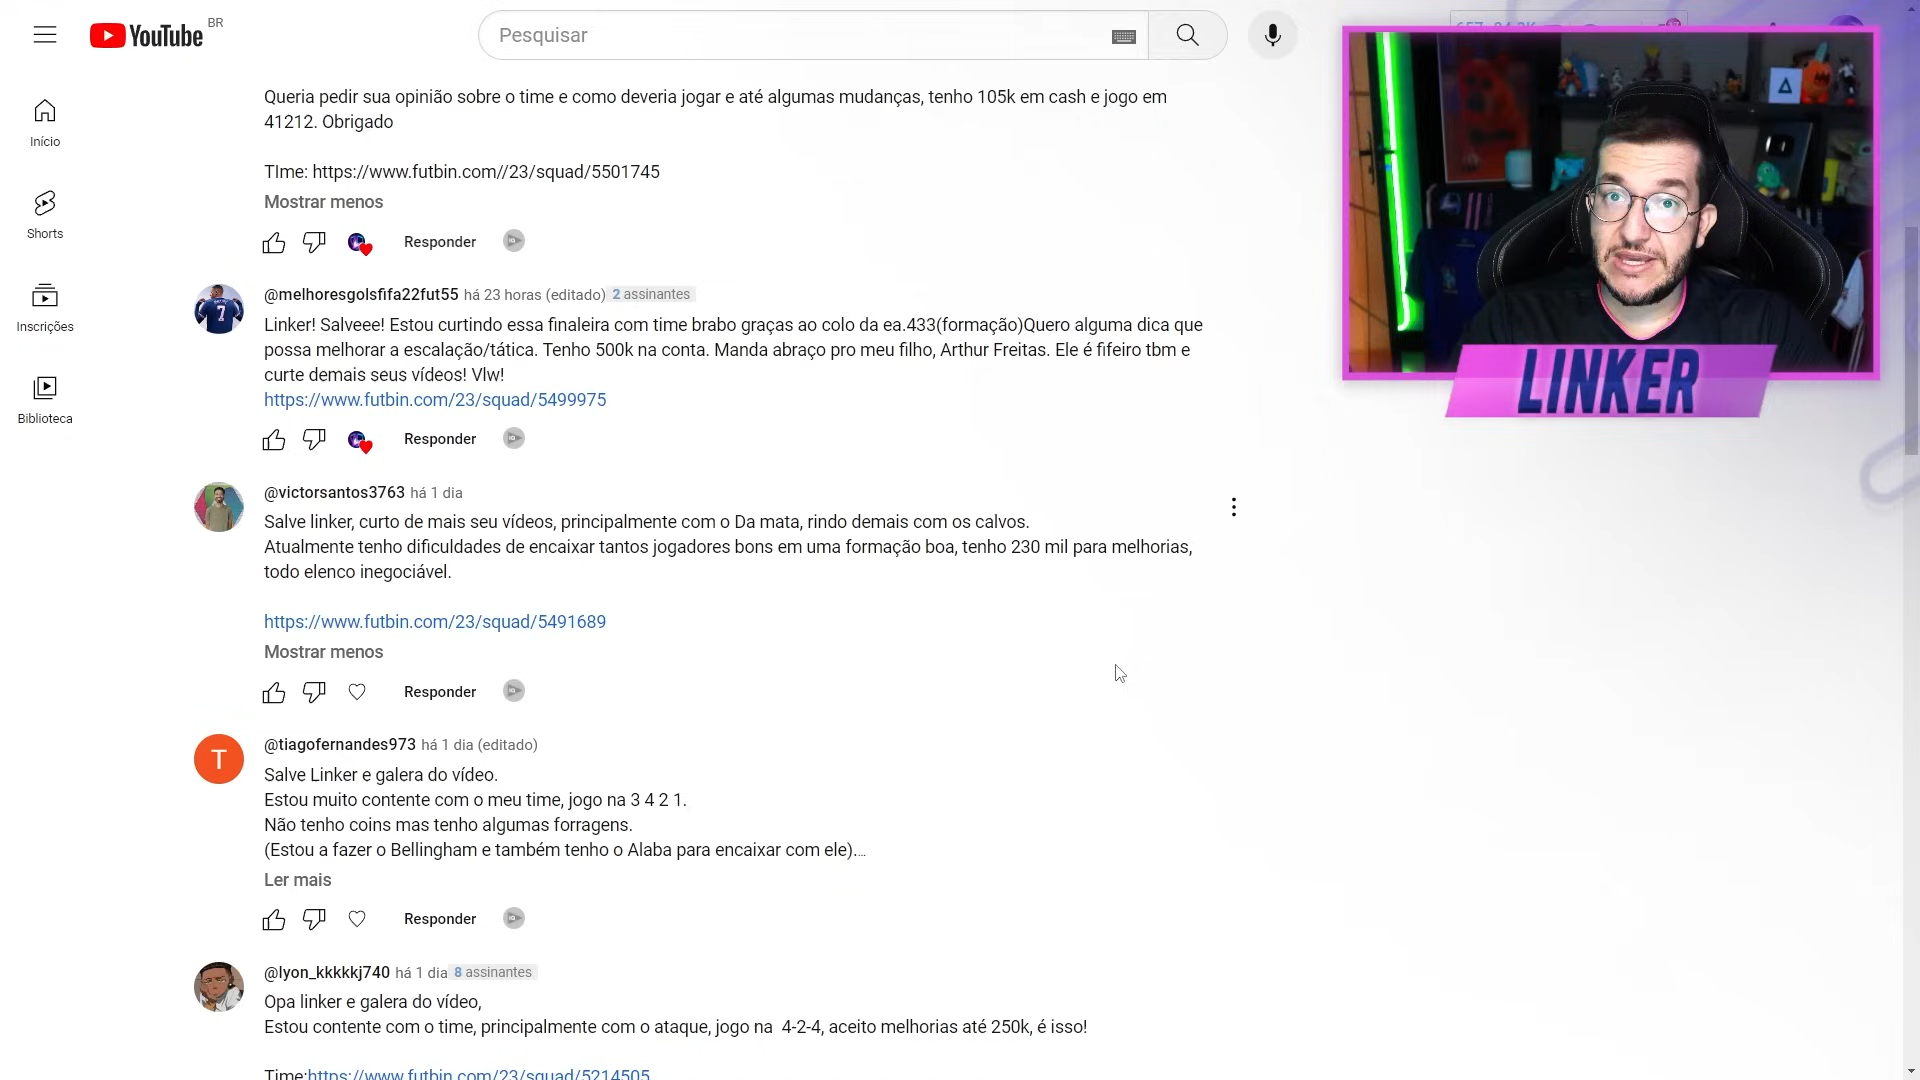 YouTube BR
Pesquisar
Início
Shorts
Inscrições
Biblioteca
Queria pedir sua opinião sobre o time e como deveria jogar e até algumas mudanças, tenho 105k em cash e jogo em
41212. Obrigado
TIme: https://www.futbin.com//23/squad/5501745
Mostrar menos
Responder
@melhoresgolsfifa22fut55 há 23 horas (editado) 2 assinantes
Linker! Salveee! Estou curtindo essa finaleira com time brabo graças ao colo da ea.433(formação)Quero alguma dica que
possa melhorar a escalação/tática. Tenho 500k na conta. Manda abraço pro meu filho, Arthur Freitas. Ele é fifeiro tbm e
curte demais seus vídeos! Vlw!
https://www.futbin.com/23/squad/5499975
Responder
@victorsantos3763 há 1 dia
Salve linker, curto de mais seu vídeos, principalmente com o Da mata, rindo demais com os calvos.
Atualmente tenho dificuldades de encaixar tantos jogadores bons em uma formação boa, tenho 230 mil para melhorias,
todo elenco inegociável.
https://www.futbin.com/23/squad/5491689
Mostrar menos
Responder
T
@tiagofernandes973 há 1 dia (editado)
Salve Linker e galera do vídeo.
Estou muito contente com o meu time, jogo na 3 4 2 1.
Não tenho coins mas tenho algumas forragens.
(Estou a fazer o Bellingham e também tenho o Alaba para encaixar com ele)....
Ler mais
Responder
@lyon_kkkkkj740 há 1 dia 8 assinantes
Opa linker e galera do vídeo,
Estou contente com o time, principalmente com o ataque, jogo na  4-2-4, aceito melhorias até 250k, é isso!
Time:https://www.futbin.com/23/squad/5214505
LINKER